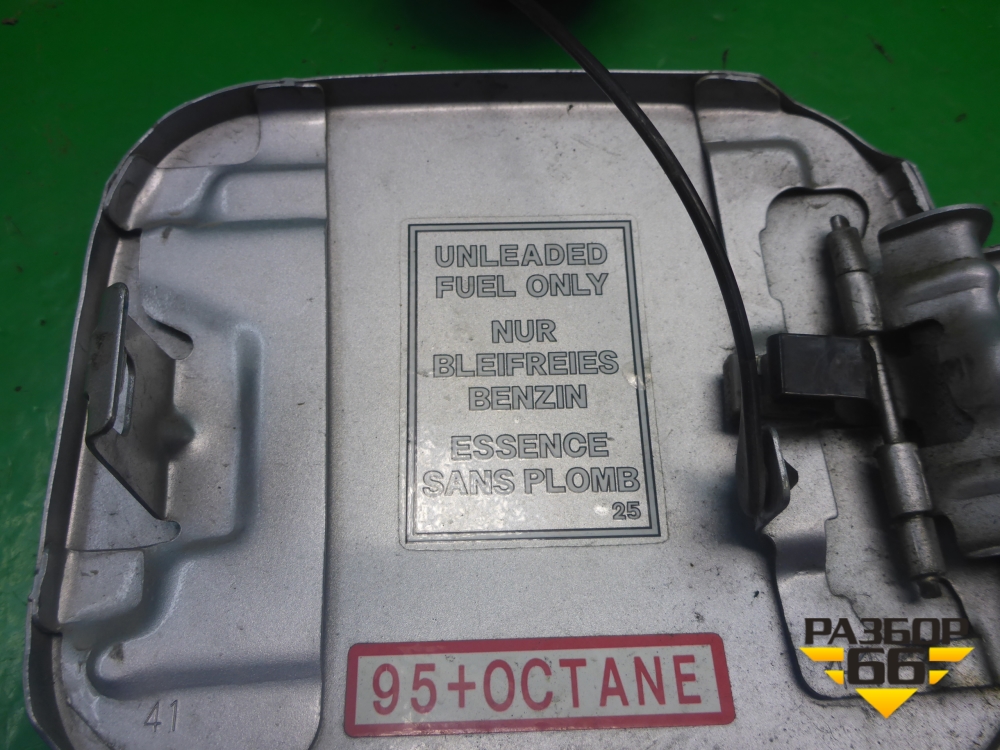 UNLEADED
FUEL ONLY
NUR
BLEIFREIES
BENZIN
ESSENCE
SANS PLOMB
25
95+OCTANE
41
РАЗБОР
66